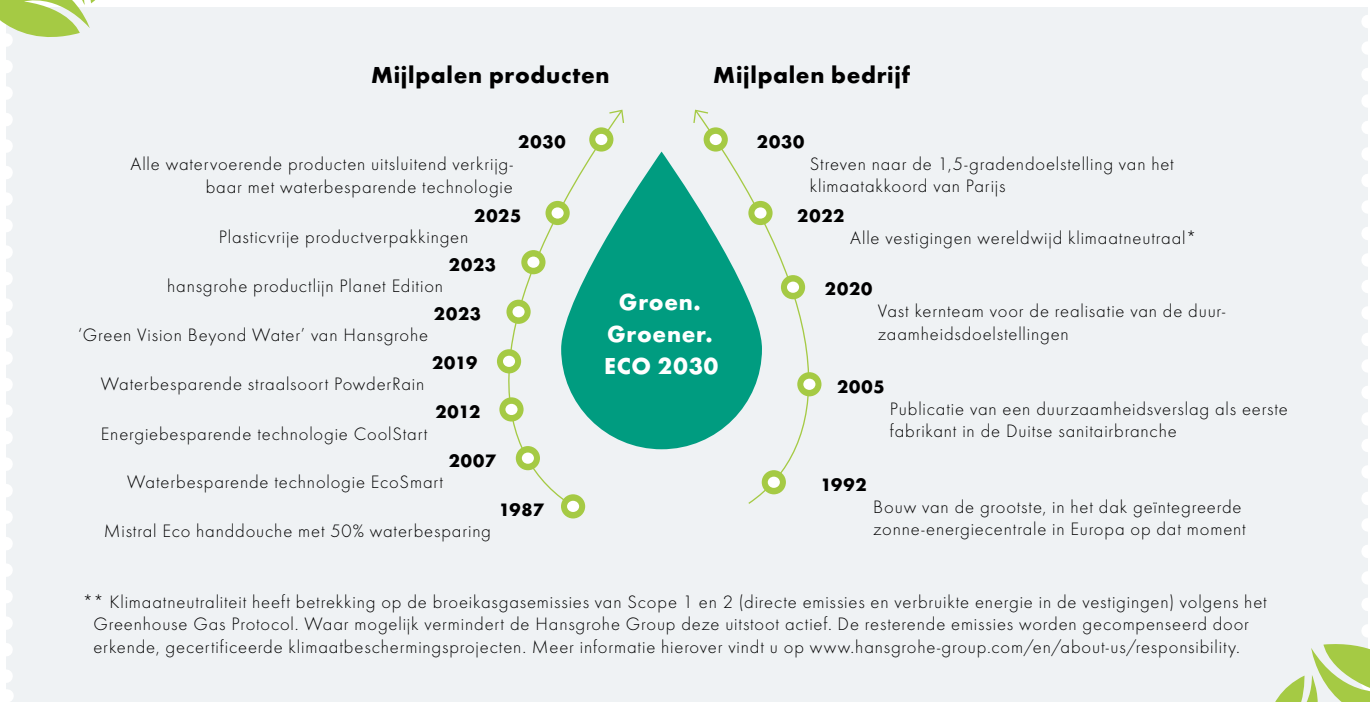 Mijlpalen producten
2030
Alle watervoerende producten uitsluitend verkrijg-
baar met waterbesparende technologie
2025
Plasticvrije productverpakkingen
2023
hansgrohe productlijn Planet Edition
2023
‘Green Vision Beyond Water’ van Hansgrohe
2019
Waterbesparende straalsoort PowderRain
2012
Energiebesparende technologie CoolStart
2007
Waterbesparende technologie EcoSmart
1987
Mistral Eco handdouche met 50% waterbesparing
Groen.
Groener.
ECO 2030
Mijlpalen bedrijf
2030
Streven naar de 1,5-gradendoelstelling van het
klimaatakkoord van Parijs
2022
Alle vestigingen wereldwijd klimaatneutraal*
2020
Vast kernteam voor de realisatie van de duur-
zaamheidsdoelstellingen
2005
Publicatie van een duurzaamheidsverslag als eerste
fabrikant in de Duitse sanitairbranche
1992
Bouw van de grootste, in het dak geïntegreerde
zonne-energiecentrale in Europa op dat moment
** Klimaatneutraliteit heeft betrekking op de broeikasgasemissies van Scope 1 en 2 (directe emissies en verbruikte energie in de vestigingen) volgens het
Greenhouse Gas Protocol. Waar mogelijk vermindert de Hansgrohe Group deze uitstoot actief. De resterende emissies worden gecompenseerd door
erkende, gecertificeerde klimaatbeschermingsprojecten. Meer informatie hierover vindt u op www.hansgrohe-group.com/en/about-us/responsibility.